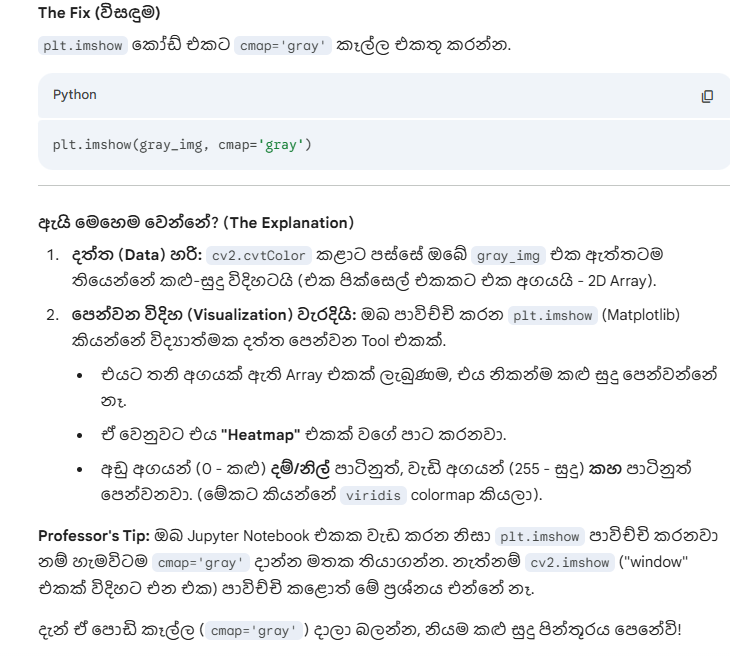 The Fix (විසඳුම)
plt.imshow කෝඩ් එකට cmap='gray' කෑල්ල එකතු කරන්න.
Python
plt.imshow(gray_img, cmap='gray')
ඇයි මෙහෙම වෙන්නේ? (The Explanation)
1. දත්ත (Data) හරි: cv2.cvtColor කළාට පස්සේ ඔබේ gray_img එක ඇත්තටම
තියෙන්නේ කළු-සුදු විදිහටයි (එක පික්සෙල් එකකට එක අගයයි - 2D Array).
2. පෙන්වන විදිහ (Visualization) වැරදියි: ඔබ පාවිච්චි කරන plt.imshow (Matplotlib)
කියන්නේ විද්‍යාත්මක දත්ත පෙන්වන Tool එකක්.
• එයට තනි අගයක් ඇති Array එකක් ලැබුණම, එය නිකන්ම කළු සුදු පෙන්වන්නේ
නෑ.
• ඒ වෙනුවට එය "Heatmap" එකක් වගේ පාට කරනවා.
• අඩු අගයන් (0 - කළු) දම්/නිල් පාටිනුත්, වැඩි අගයන් (255 - සුදු) කහ පාටිනුත්
පෙන්වනවා. (මේකට කියන්නේ viridis colormap කියලා).
Professor's Tip: ඔබ Jupyter Notebook එකක වැඩ කරන නිසා plt.imshow පාවිච්චි කරනවා
නම් හැමවිටම cmap='gray' දාන්න මතක තියාගන්න. නැත්නම් cv2.imshow ("window"
එකක් විදිහට එන එක) පාවිච්චි කළොත් මේ ප්‍රශ්නය එන්නේ නෑ.
දැන් ඒ පොඩි කෑල්ල (cmap='gray') දාලා බලන්න, නියම කළු සුදු පින්තූරය පෙනේවි!